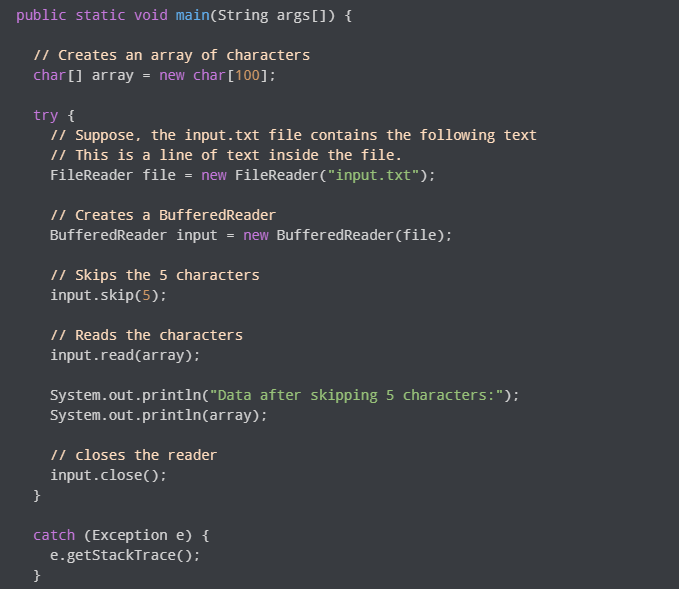 public static void main(String args[]) {
// Creates an array of characters
char[] array = new char[100];
try {
// Suppose, the input.txt file contains the following text
// This is a line of text inside the file.
FileReader file = new FileReader("input.txt");
// Creates a BufferedReader
BufferedReader input = new BufferedReader(file);
// Skips the 5 characters
input.skip(5);
// Reads the characters
input.read(array);
System.out.println("Data after skipping 5 characters:");
System.out.println(array);
// closes the reader
input.close();
}
catch (Exception e) {
e.getStackTrace();
}